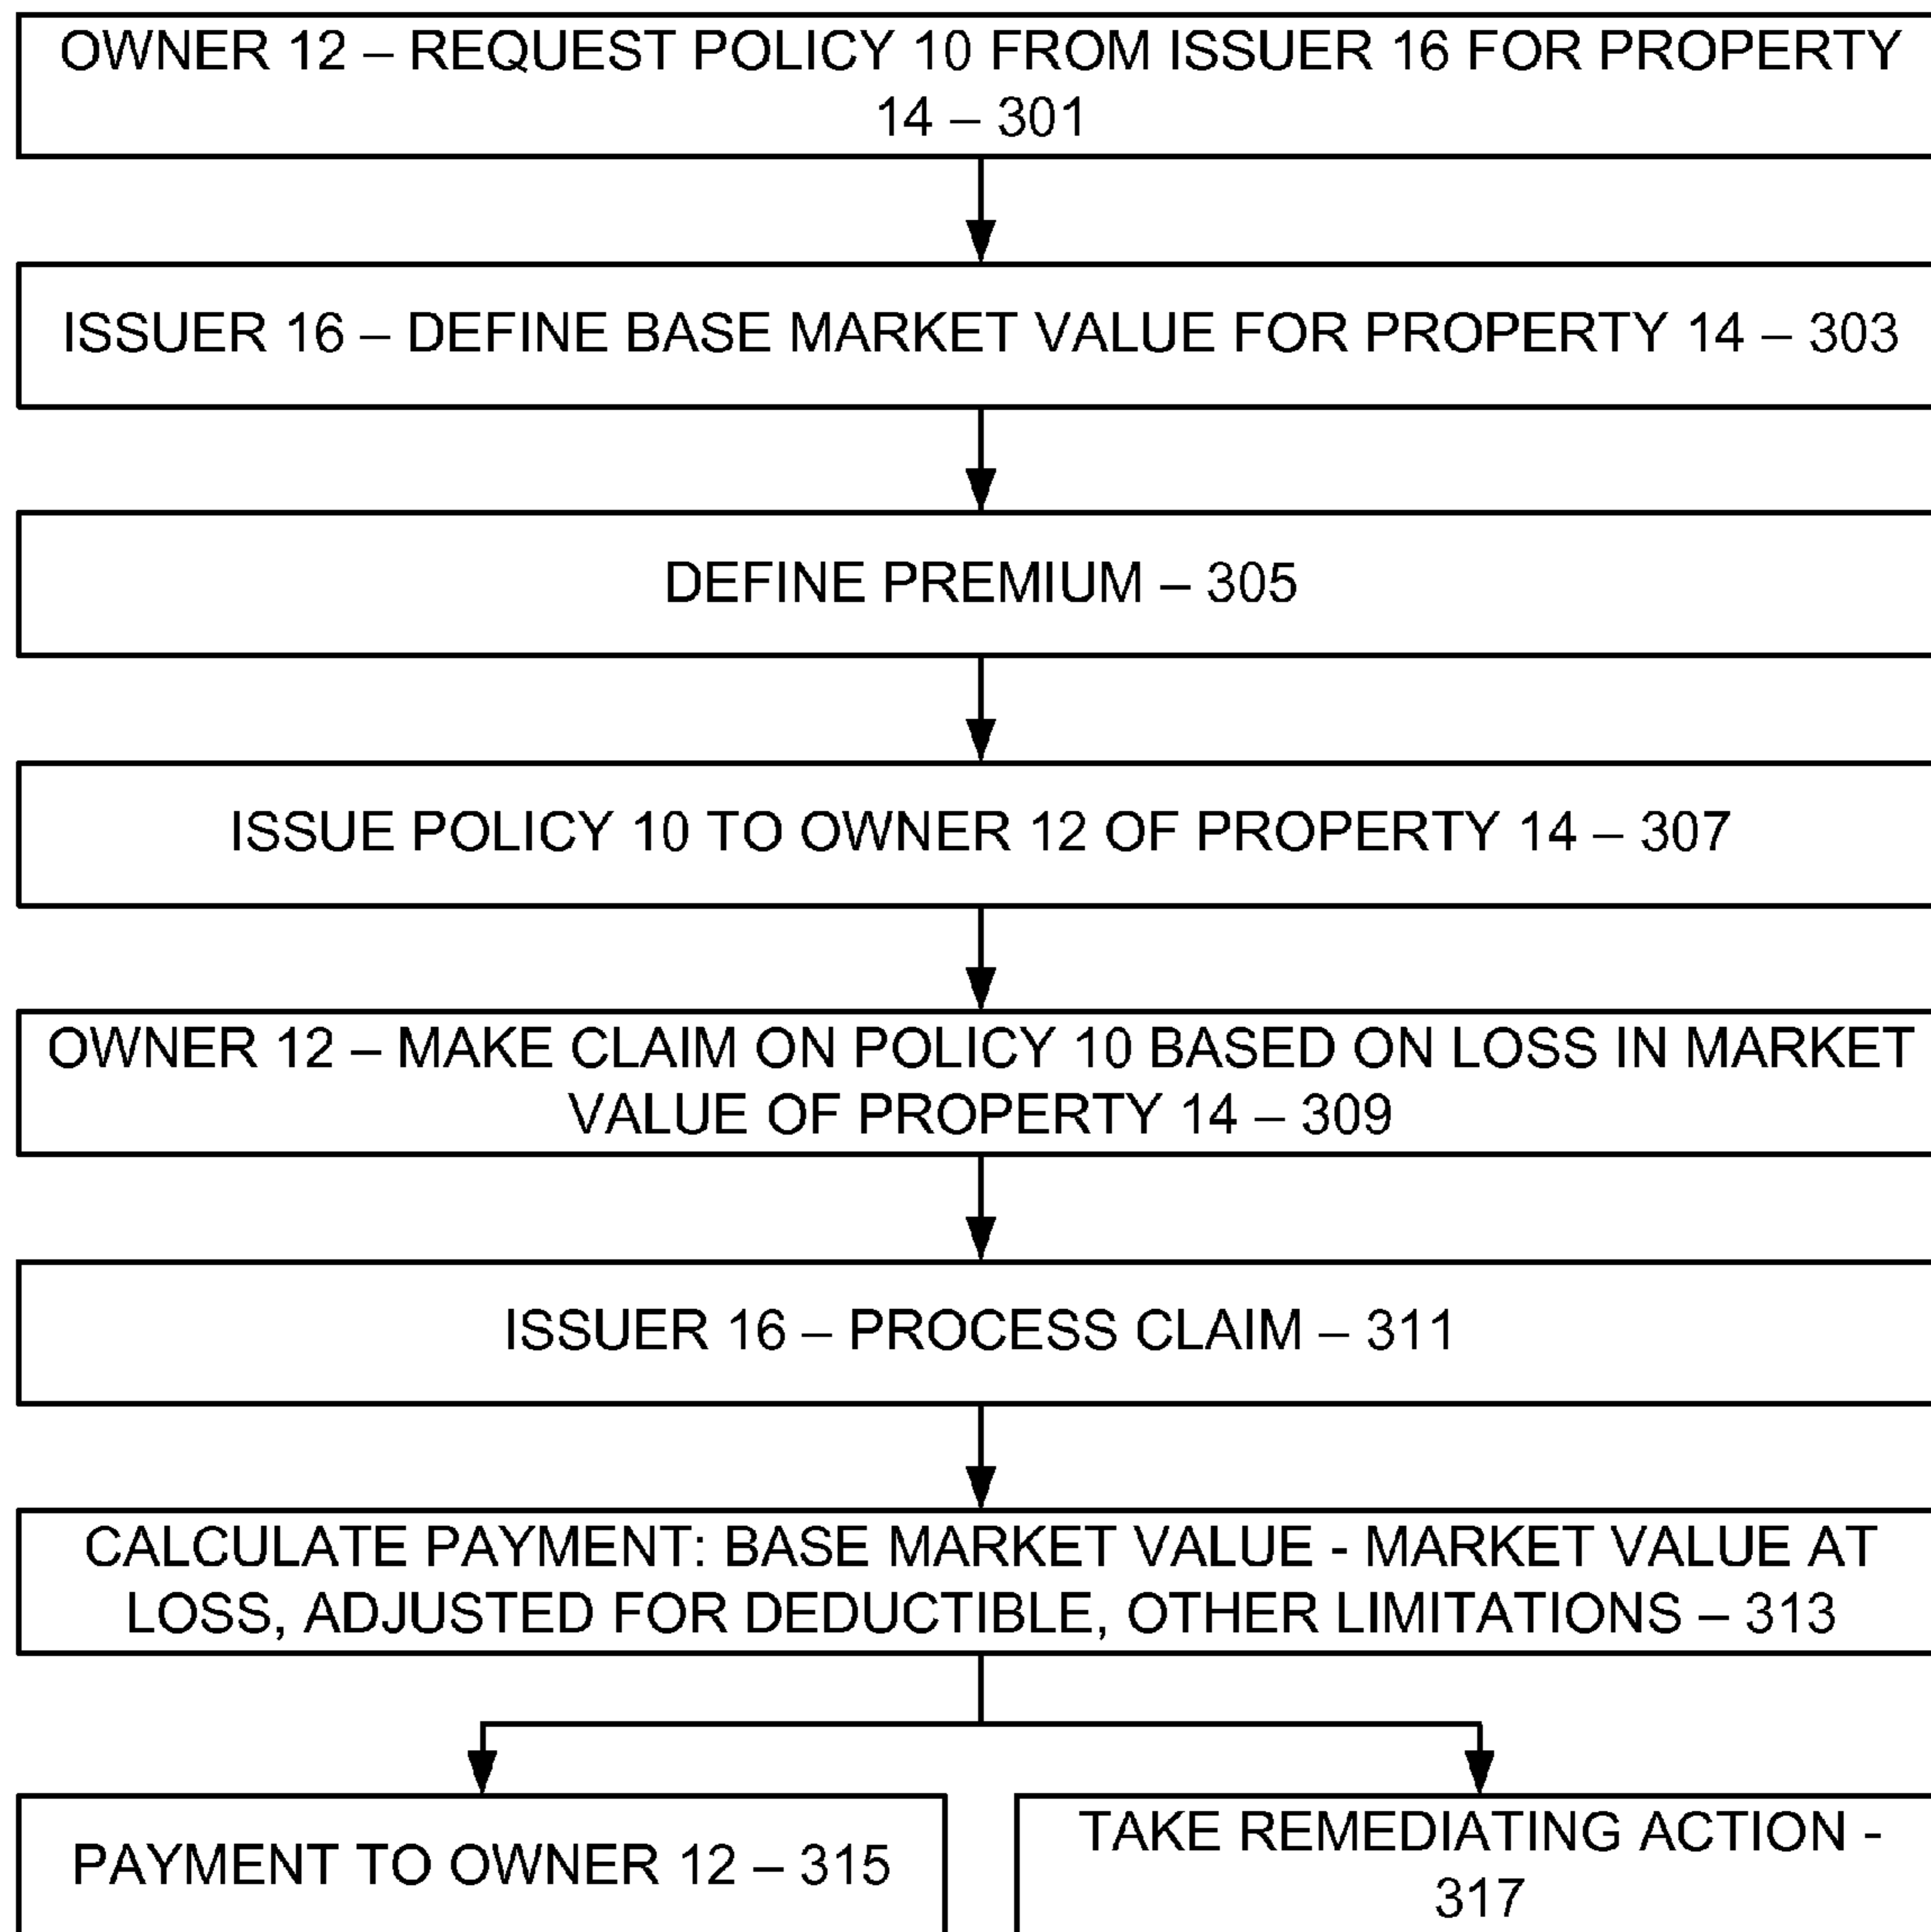 OWNER 12 – REQUEST POLICY 10 FROM ISSUER 16 FOR PROPERTY
14 – 301
ISSUER 16 – DEFINE BASE MARKET VALUE FOR PROPERTY 14 – 303
DEFINE PREMIUM – 305
ISSUE POLICY 10 TO OWNER 12 OF PROPERTY 14 – 307
OWNER 12 – MAKE CLAIM ON POLICY 10 BASED ON LOSS IN MARKET
VALUE OF PROPERTY 14 – 309
ISSUER 16 – PROCESS CLAIM – 311
CALCULATE PAYMENT: BASE MARKET VALUE - MARKET VALUE AT
LOSS, ADJUSTED FOR DEDUCTIBLE, OTHER LIMITATIONS – 313
PAYMENT TO OWNER 12 – 315
TAKE REMEDIATING ACTION -
317